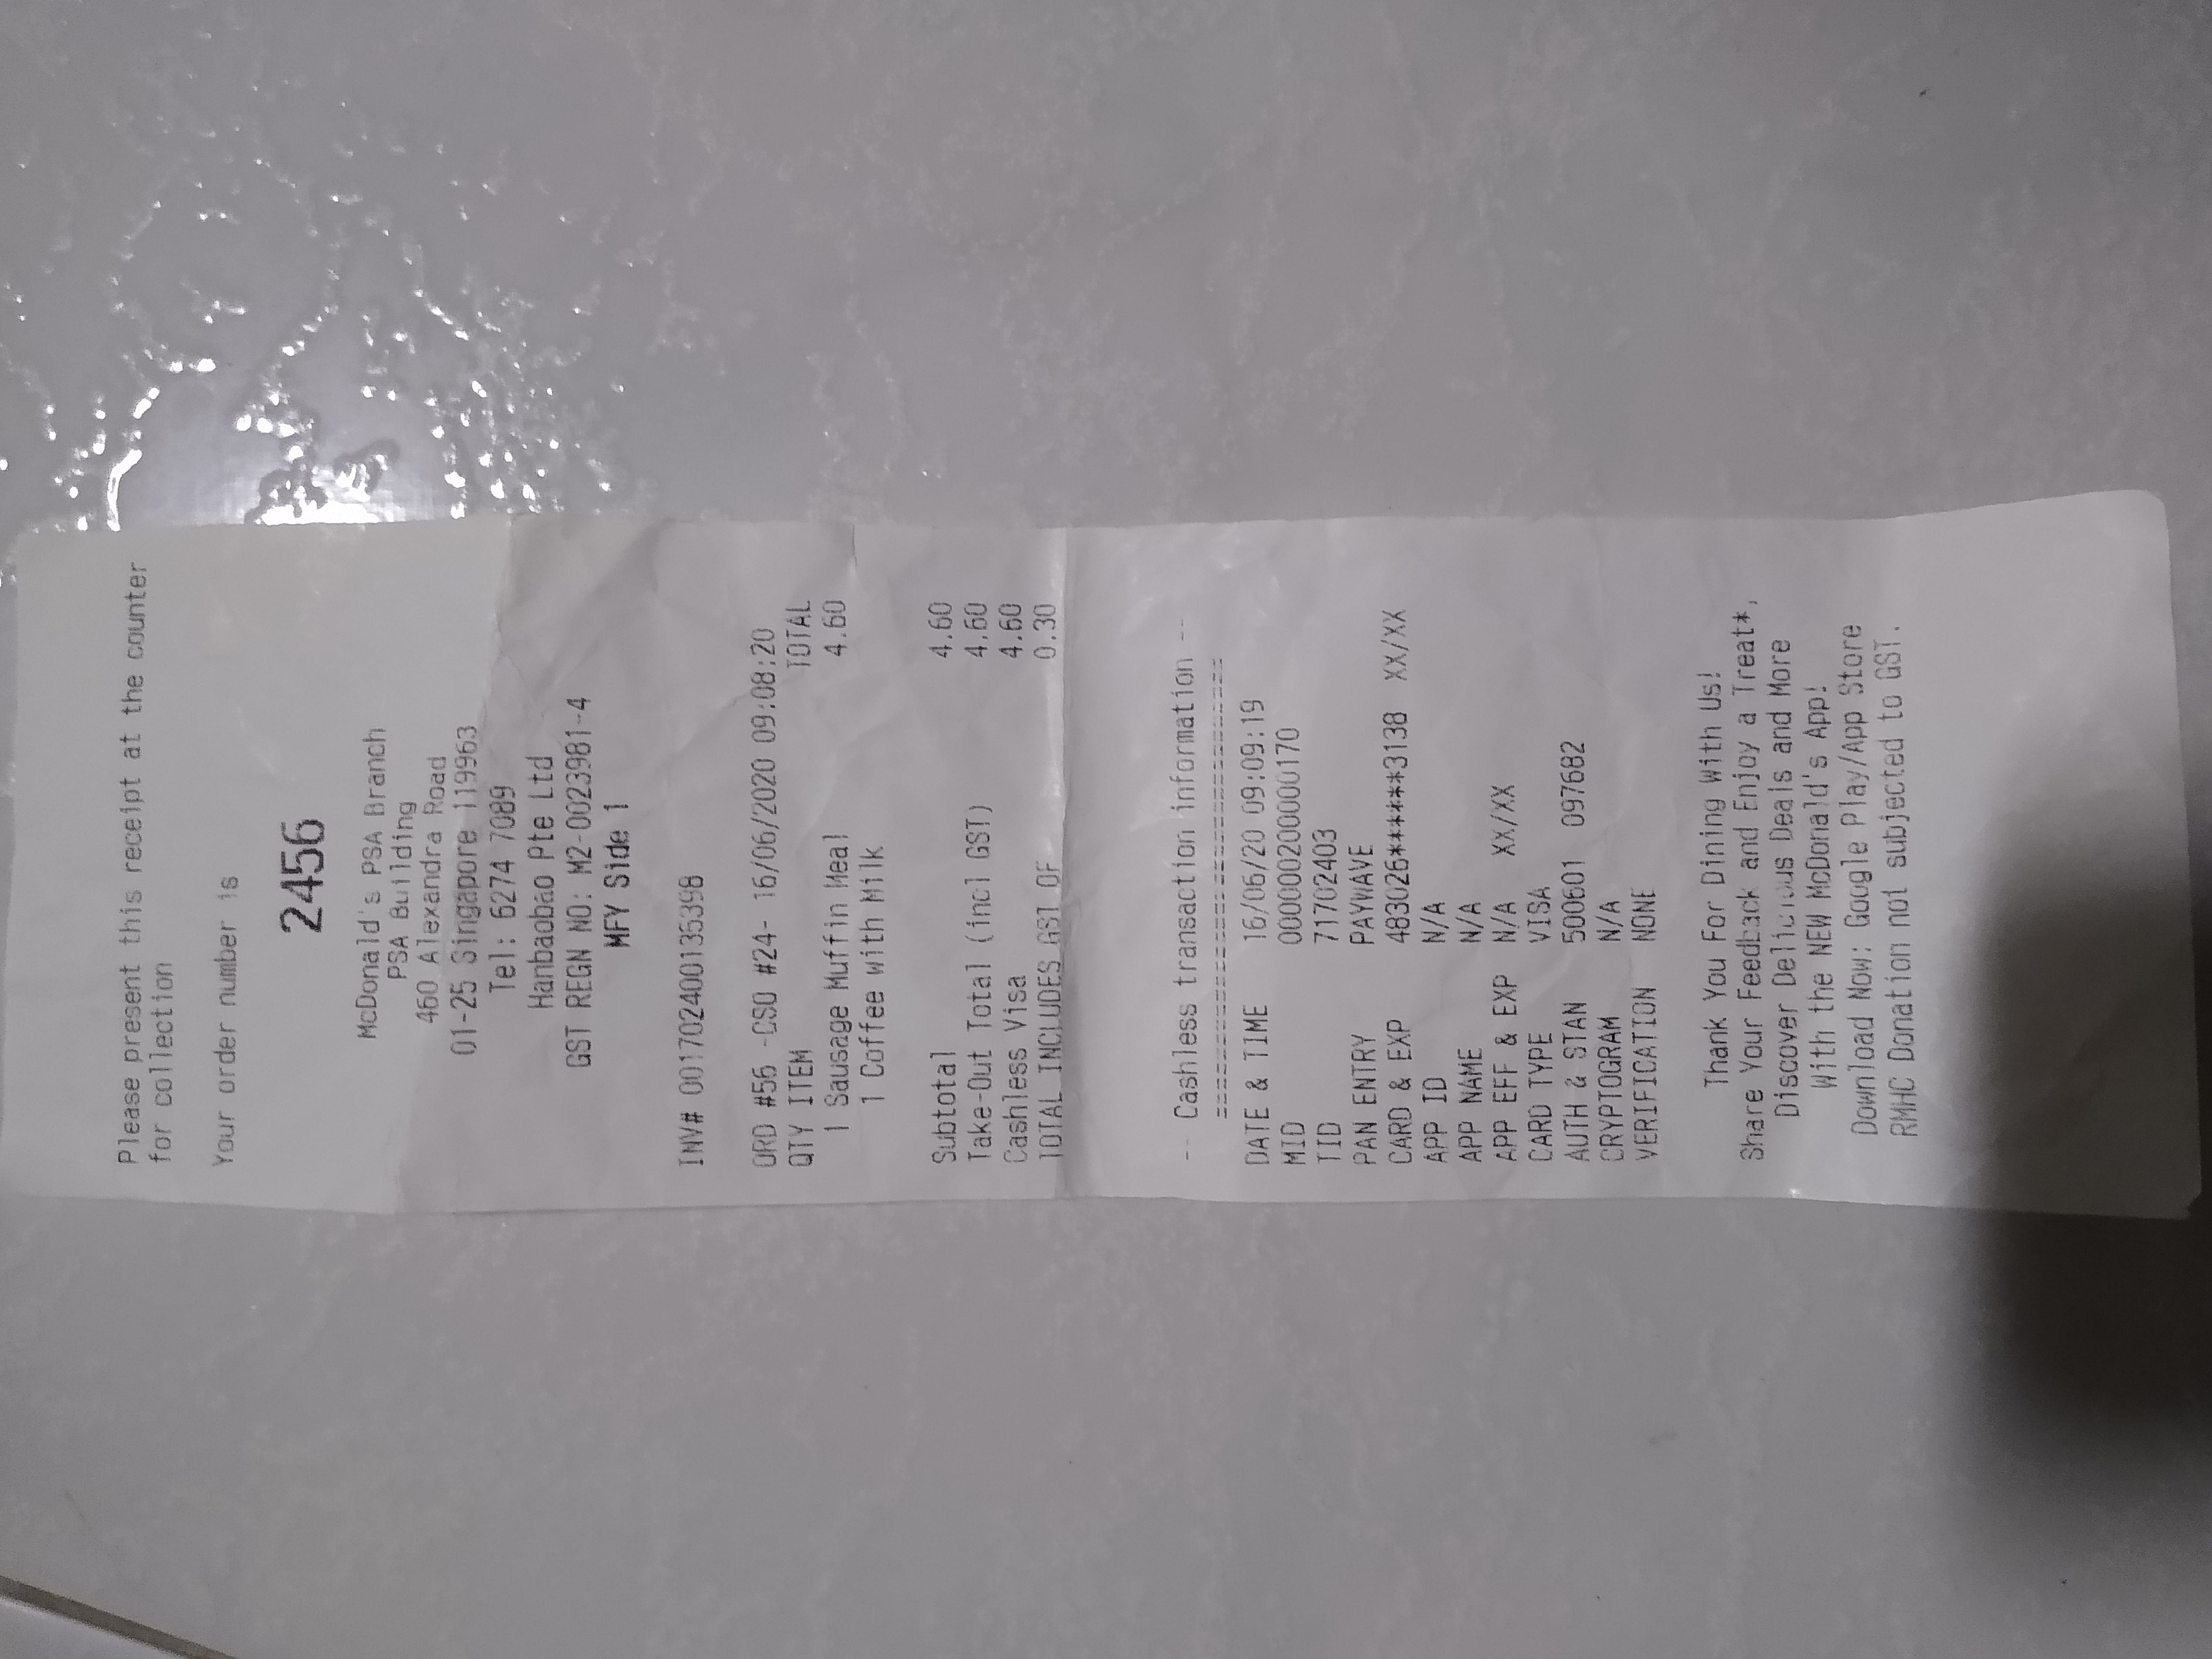 Please present this receipt at the counter
for collection
Your order number is
2456
McDonald's PSA Branch
PSA Building
460 Alexandra Road
01-25 Singapore 119963
Tel: 6274 7089
Hanbaobao Pte Ltd
GST REGN NO: M2-0023981-4
MFY Side 1
INV# 00170240013​5398
ORD #56 -CSO #24- 16/06/2020 09:08:20
QTY ITEM TOTAL
1 Sausage Muffin Meal 4.60
1 Coffee with Milk
Subtotal 4.60
Take-Out Total (incl GST) 4.60
Cashless Visa 4.60
TOTAL INCLUDES GST OF 0.30
-- Cashless transaction information --
DATE & TIME 16/06/20 09:09:19
MID 000000200000170
TID 71702403
PAN ENTRY PAYWAVE
CARD & EXP 483026******3138 XX/XX
APP ID N/A
APP NAME N/A
APP EFF & EXP N/A XX/XX
CARD TYPE VISA
AUTH & STAN 500601 097682
CRYPTOGRAM N/A
VERIFICATION NONE
Thank You For Dining With Us!
Share Your Feedback and Enjoy a Treat*,
Discover Delicious Deals and More
With the NEW McDonald's App!
Download Now: Google Play/App Store
RMHC Donation not subjected to GST.